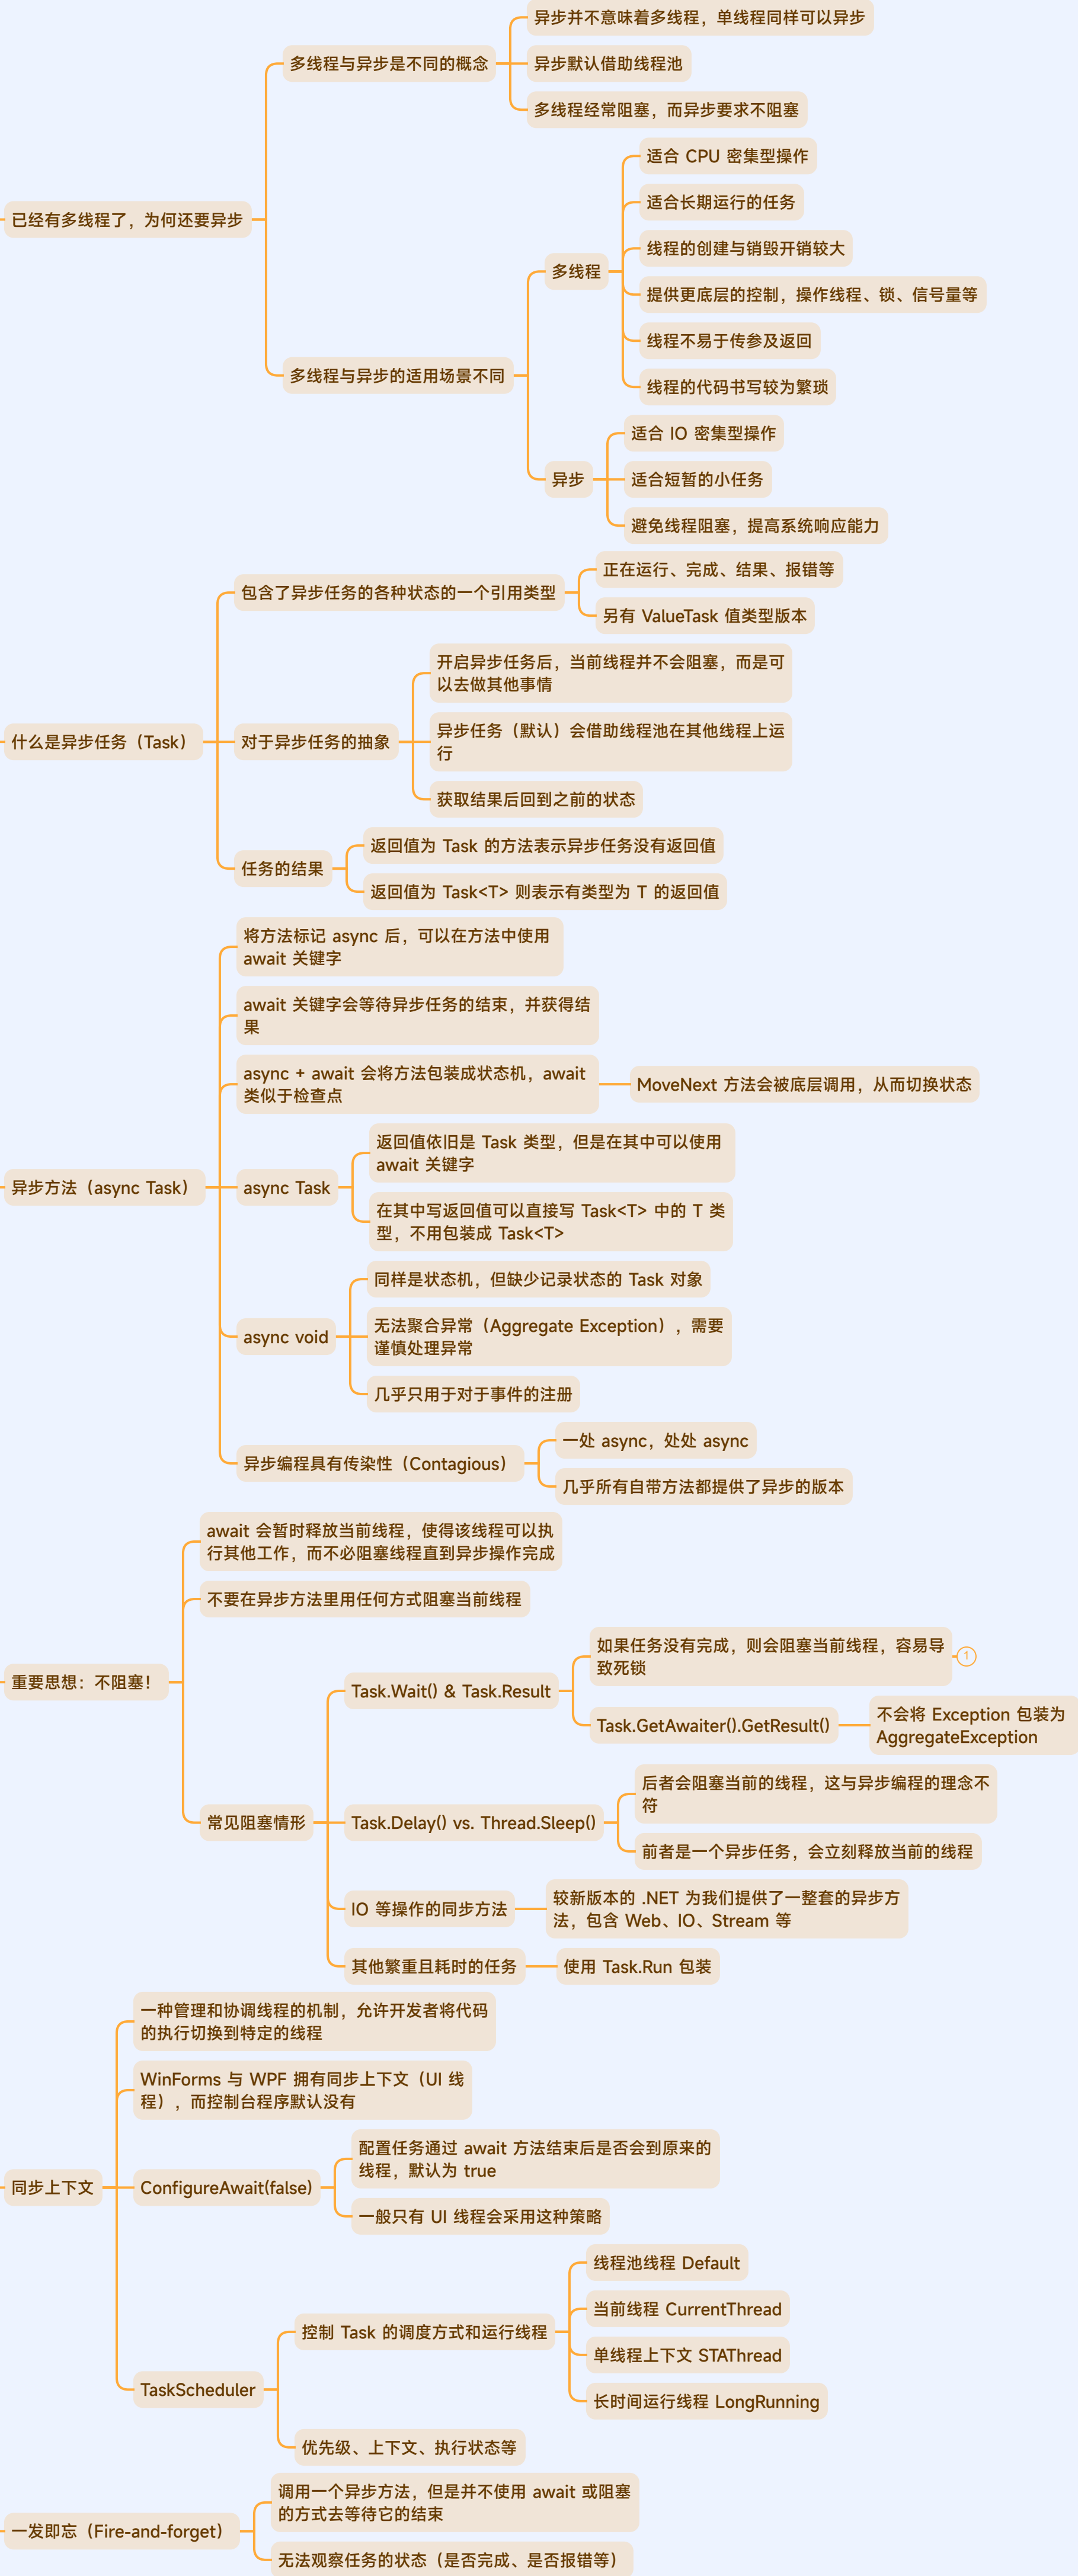 已经有多线程了，为何还要异步
多线程与异步是不同的概念
异步并不意味着多线程，单线程同样可以异步
异步默认借助线程池
多线程经常阻塞，而异步要求不阻塞
多线程与异步的适用场景不同
多线程
适合 CPU 密集型操作
适合长期运行的任务
线程的创建与销毁开销较大
提供更底层的控制，操作线程、锁、信号量等
线程不易于传参及返回
线程的代码书写较为繁琐
异步
适合 IO 密集型操作
适合短暂的小任务
避免线程阻塞，提高系统响应能力
什么是异步任务（Task）
包含了异步任务的各种状态的一个引用类型
正在运行、完成、结果、报错等
另有 ValueTask 值类型版本
对于异步任务的抽象
开启异步任务后，当前线程并不会阻塞，而是可
以去做其他事情
异步任务（默认）会借助线程池在其他线程上运
行
获取结果后回到之前的状态
任务的结果
返回值为 Task 的方法表示异步任务没有返回值
返回值为 Task<T> 则表示有类型为 T 的返回值
异步方法（async Task）
将方法标记 async 后，可以在方法中使用
await 关键字
await 关键字会等待异步任务的结束，并获得结
果
async + await 会将方法包装成状态机，await
类似于检查点
MoveNext 方法会被底层调用，从而切换状态
async Task
返回值依旧是 Task 类型，但是在其中可以使用
await 关键字
在其中写返回值可以直接写 Task<T> 中的 T 类
型，不用包装成 Task<T>
async void
同样是状态机，但缺少记录状态的 Task 对象
无法聚合异常（Aggregate Exception），需要
谨慎处理异常
几乎只用于对于事件的注册
异步编程具有传染性（Contagious）
一处 async，处处 async
几乎所有自带方法都提供了异步的版本
重要思想：不阻塞！
await 会暂时释放当前线程，使得该线程可以执
行其他工作，而不必阻塞线程直到异步操作完成
不要在异步方法里用任何方式阻塞当前线程
常见阻塞情形
Task.Wait() & Task.Result
如果任务没有完成，则会阻塞当前线程，容易导
致死锁
1
Task.GetAwaiter().GetResult()
不会将 Exception 包装为
AggregateException
Task.Delay() vs. Thread.Sleep()
后者会阻塞当前的线程，这与异步编程的理念不
符
前者是一个异步任务，会立刻释放当前的线程
IO 等操作的同步方法
较新版本的 .NET 为我们提供了一整套的异步方
法，包含 Web、IO、Stream 等
其他繁重且耗时的任务
使用 Task.Run 包装
同步上下文
一种管理和协调线程的机制，允许开发者将代码
的执行切换到特定的线程
WinForms 与 WPF 拥有同步上下文（UI 线
程），而控制台程序默认没有
ConfigureAwait(false)
配置任务通过 await 方法结束后是否会到原来的
线程，默认为 true
一般只有 UI 线程会采用这种策略
TaskScheduler
控制 Task 的调度方式和运行线程
线程池线程 Default
当前线程 CurrentThread
单线程上下文 STAThread
长时间运行线程 LongRunning
优先级、上下文、执行状态等
一发即忘（Fire-and-forget）
调用一个异步方法，但是并不使用 await 或阻塞
的方式去等待它的结束
无法观察任务的状态（是否完成、是否报错等）